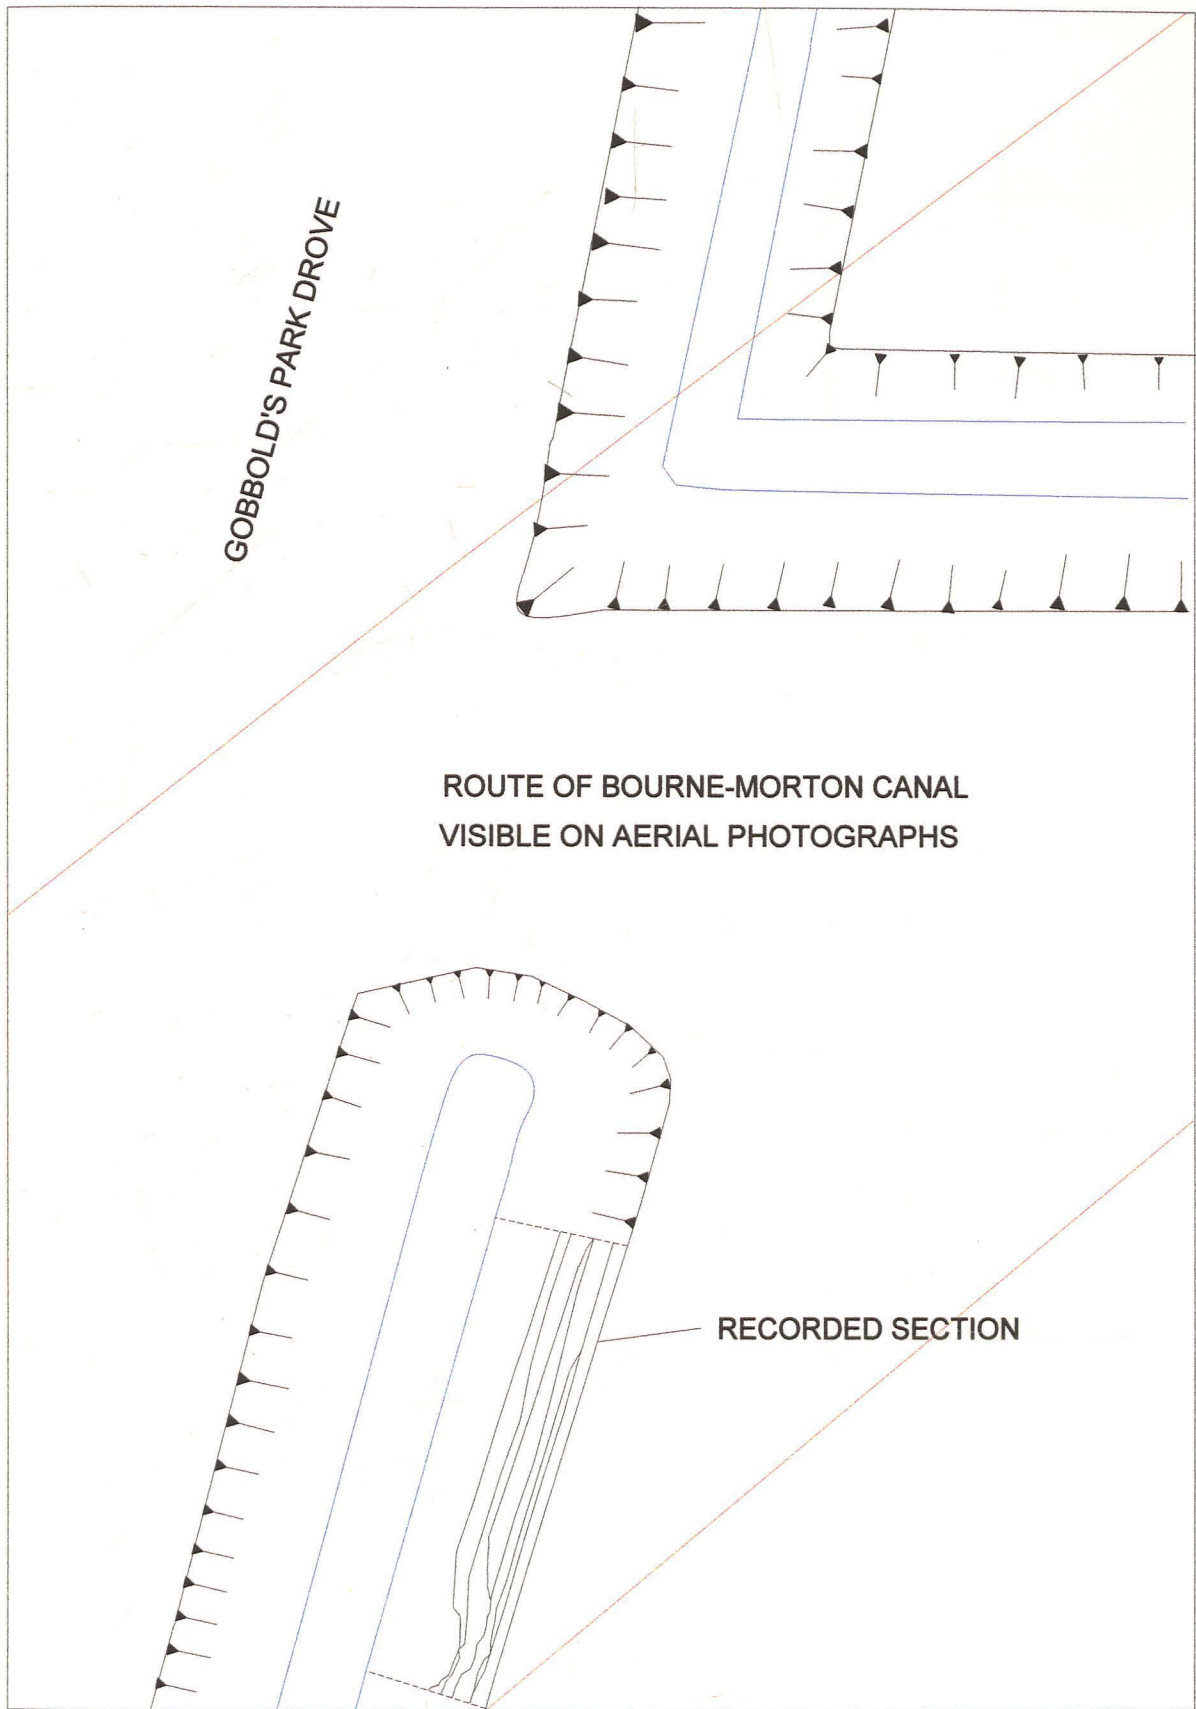 GOBBOLD'S PARK DROVE
ROUTE OF BOURNE-MORTON CANAL
VISIBLE ON AERIAL PHOTOGRAPHS
RECORDED SECTION